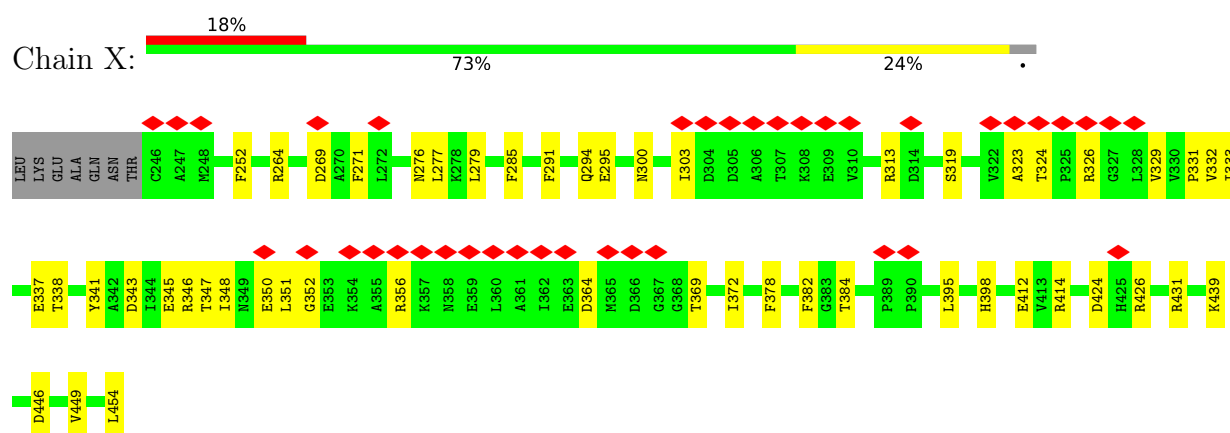 18%
Chain X:
73% 24% •
LEU LYS GLU ALA GLN ASN THR C246 A247 M248 F252 R264 D269 A270 F271 L272 N276 L277 K278 L279 F285 F291 Q294 E295 N300 I303 D304 D305 A306 T307 K308 E309 V310 R313 D314 S319 V322 A323 T324 P325 R326 G327 L328 V329 V330 P331 V332
E337 T338 Y341 A342 D343 I344 E345 R346 T347 I348 N349 E350 L351 G352 E353 K354 A355 R356 K357 N358 E359 L360 A361 I362 E363 D364 M365 D366 G367 G368 T369 I372 F378 F382 G383 T384 P389 P390 L395 H398 E412 V413 R414 D424 H425 R426 R431 K439
D446 V449 L454